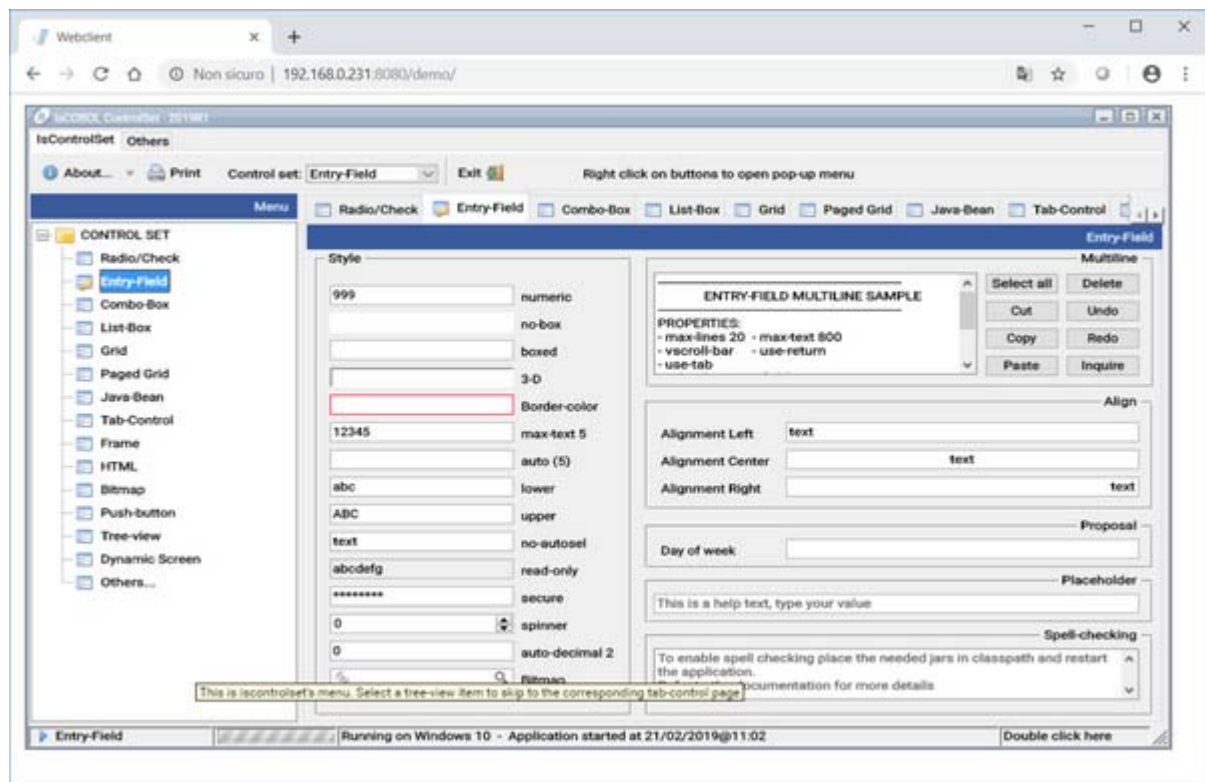 Webclient
Non sicuro | 192.168.0.231:8080/demo/
isCOBOL ControlSet - 2019R1
IsControlSet Others
About... Print Control set: Entry-Field Exit Right click on buttons to open pop-up menu
Menu
Radio/Check Entry-Field Combo-Box List-Box Grid Paged Grid Java-Bean Tab-Control
CONTROL SET
Radio/Check
Entry-Field
Combo-Box
List-Box
Grid
Paged Grid
Java-Bean
Tab-Control
Frame
HTML
Bitmap
Push-button
Tree-view
Dynamic Screen
Others...
Entry-Field
Style
999 numeric
no-box
boxed
3-D
Border-color
12345 max-text 5
auto (5)
abc lower
ABC upper
text no-autosel
abcdefg read-only
******** secure
0 spinner
0 auto-decimal 2
Bitmap
Multiline
ENTRY-FIELD MULTILINE SAMPLE
PROPERTIES:
- max-lines 20 - max-text 800
- vscroll-bar - use-return
- use-tab
Select all Delete
Cut Undo
Copy Redo
Paste Inquire
Align
Alignment Left text
Alignment Center text
Alignment Right text
Proposal
Day of week
Placeholder
This is a help text, type your value
Spell-checking
To enable spell checking place the needed jars in classpath and restart
the application.
documentation for more details
This is iscontrolset's menu. Select a tree-view item to skip to the corresponding tab-control page
Entry-Field Running on Windows 10 - Application started at 21/02/2019@11:02 Double click here